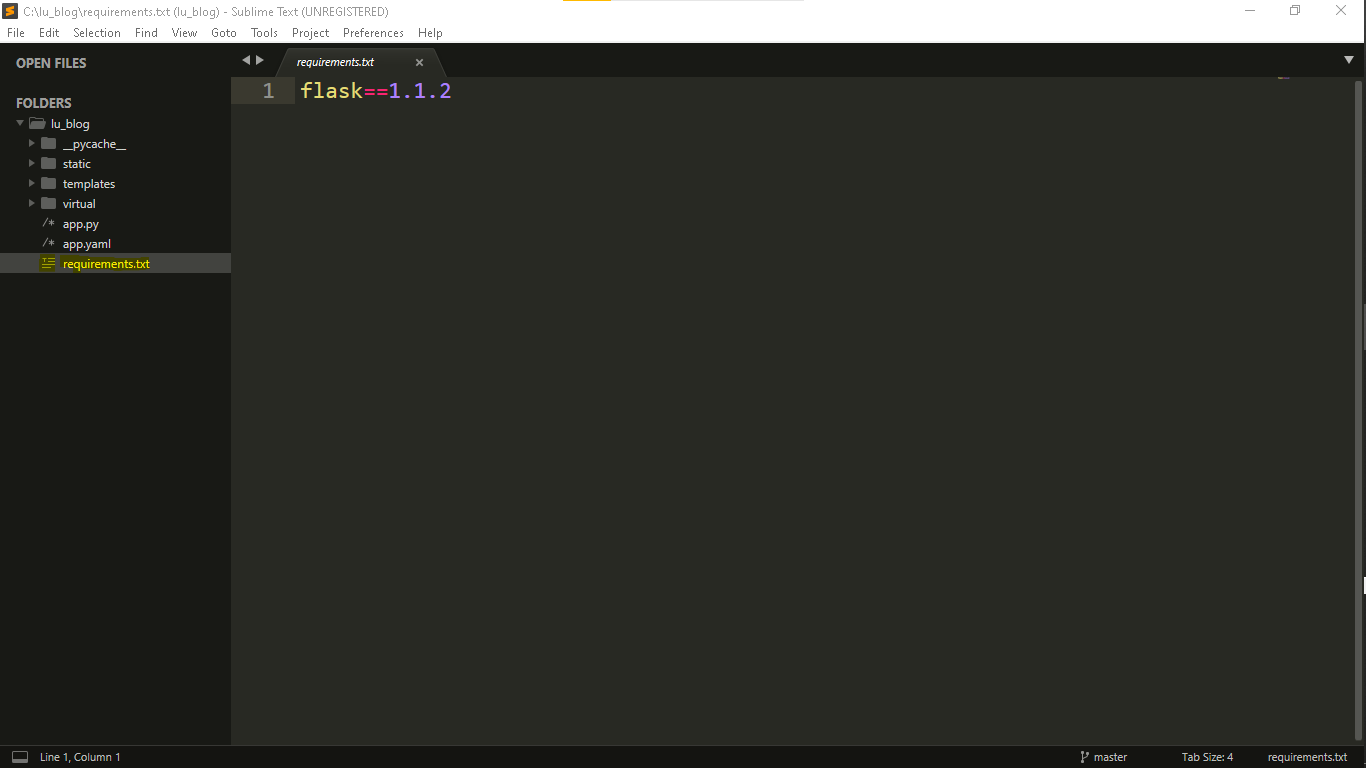 C:\lu_blog\requirements.txt (lu_blog) - Sublime Text (UNREGISTERED)
File Edit Selection Find View Goto Tools Project Preferences Help
OPEN FILES
FOLDERS
lu_blog
__pycache__
static
templates
virtual
/* app.py
/* app.yaml
requirements.txt
requirements.txt ×
1 flask==1.1.2
Line 1, Column 1 master Tab Size: 4 requirements.txt